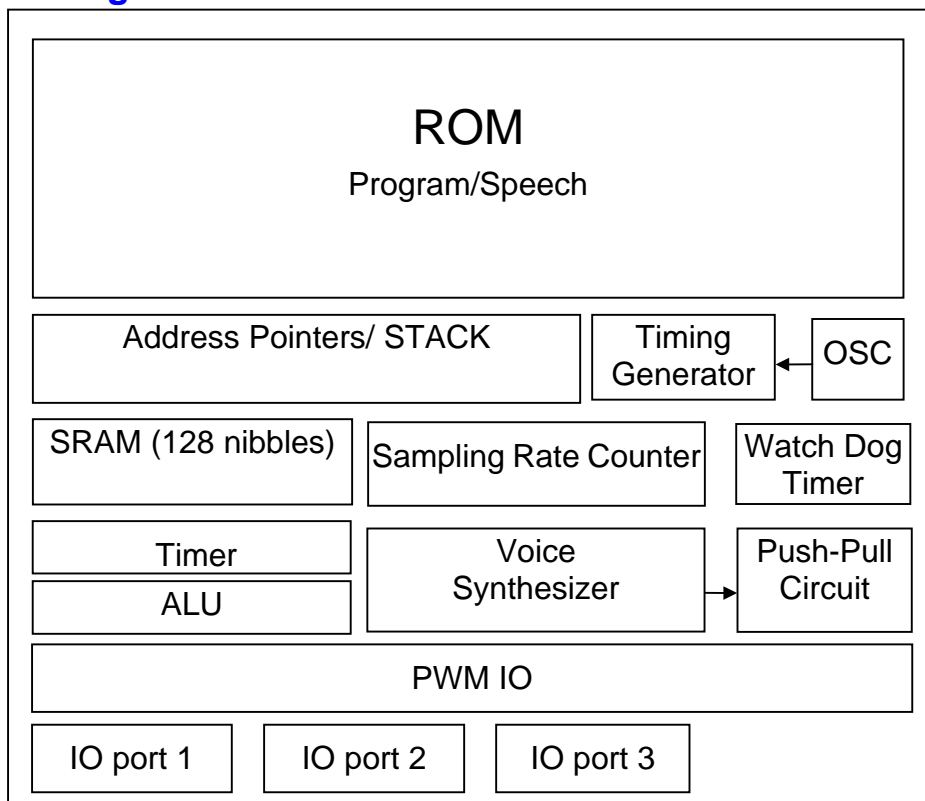 ROM
Program/Speech
Address Pointers/ STACK
Timing
Generator
OSC
SRAM (128 nibbles)
Sampling Rate Counter
Watch Dog
Timer
Timer
ALU
Voice
Synthesizer
Push-Pull
Circuit
PWM IO
IO port 1
IO port 2
IO port 3